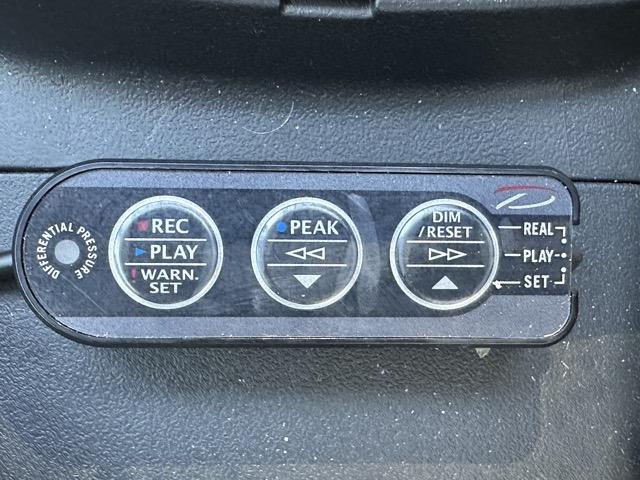 DIFFERENTIAL PRESSURE
REC
PLAY
WARN.
SET
PEAK
DIM
/RESET
REAL
PLAY
SET